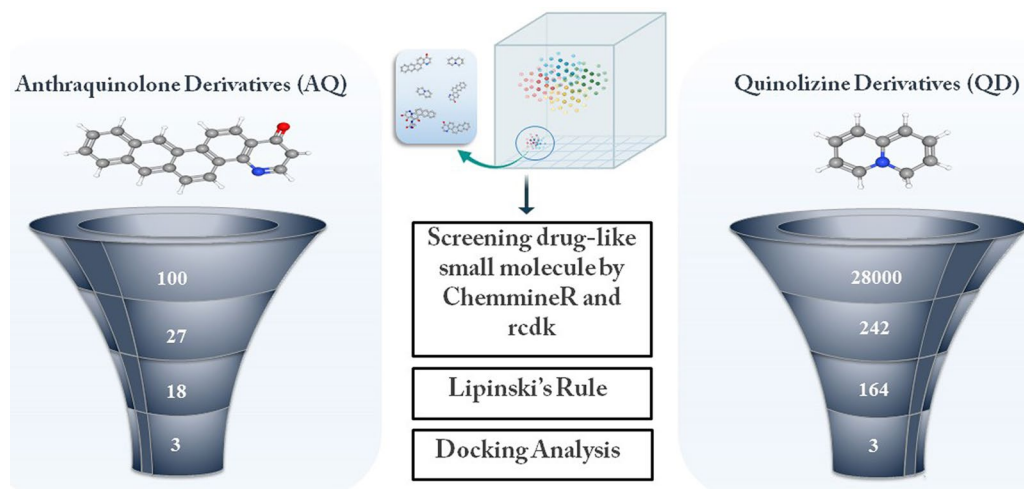 Anthraquinolone Derivatives (AQ)
100
27
18
3
Screening drug-like
small molecule by
ChemmineR and
rcdk
Lipinski's Rule
Docking Analysis
Quinolizine Derivatives (QD)
28000
242
164
3